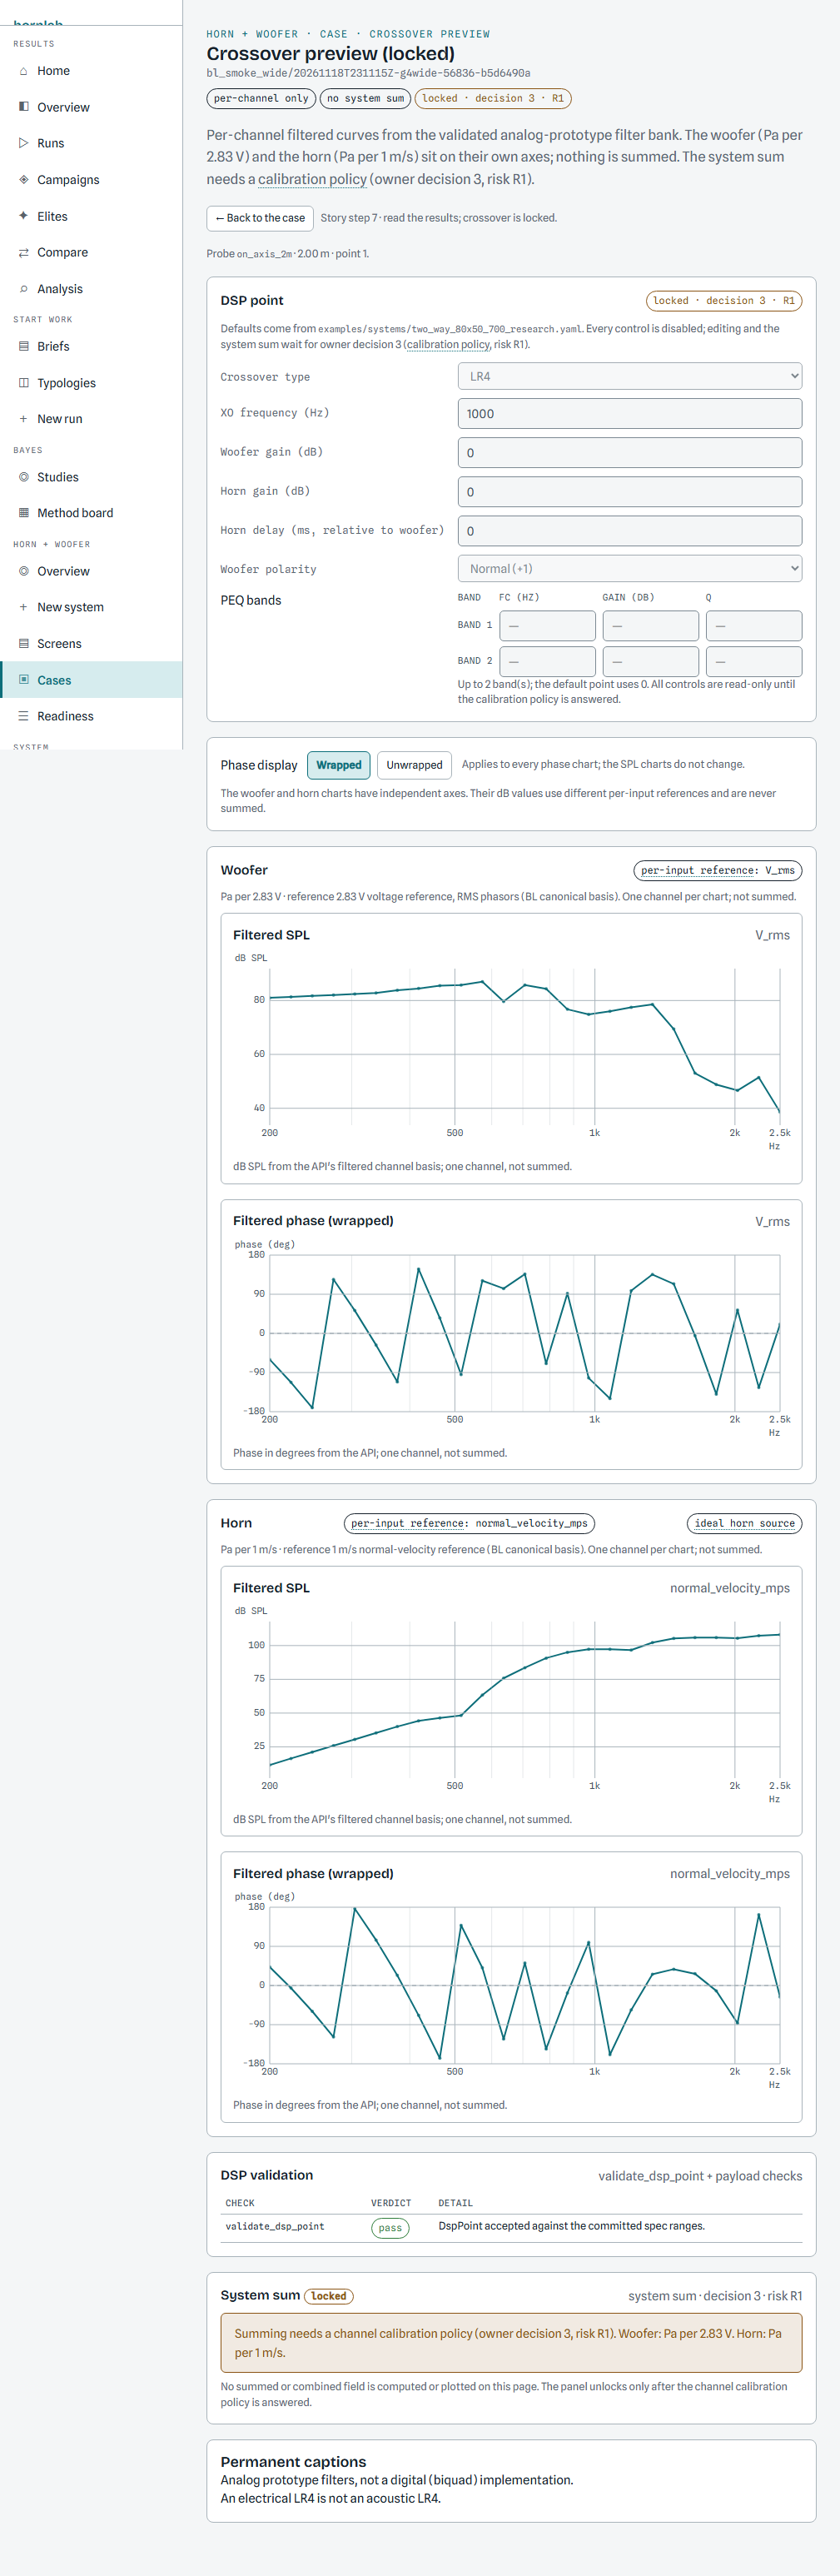 RESULTS
Home
Overview
Runs
Campaigns
Elites
Compare
Analysis
START WORK
Briefs
Typologies
New run
BAYES
Studies
Method board
HORN + WOOFER
Overview
New system
Screens
Cases
Readiness
SYSTEM
HORN + WOOFER · CASE · CROSSOVER PREVIEW
Crossover preview (locked)
bl_smoke_wide/20261118T231115Z-g4wide-56836-b5d6490a
per-channel only no system sum locked · decision 3 · R1
Per-channel filtered curves from the validated analog-prototype filter bank. The woofer (Pa per
2.83 V) and the horn (Pa per 1 m/s) sit on their own axes; nothing is summed. The system sum
needs a calibration policy (owner decision 3, risk R1).
← Back to the case Story step 7 · read the results; crossover is locked.
Probe on_axis_2m · 2.00 m · point 1.
DSP point locked · decision 3 · R1
Defaults come from examples/systems/two_way_80x50_700_research.yaml. Every control is disabled; editing and the
system sum wait for owner decision 3 (calibration policy, risk R1).
Crossover type LR4
XO frequency (Hz) 1000
Woofer gain (dB) 0
Horn gain (dB) 0
Horn delay (ms, relative to woofer) 0
Woofer polarity Normal (+1)
PEQ bands BAND FC (HZ) GAIN (DB) Q
BAND 1 — — —
BAND 2 — — —
Up to 2 band(s); the default point uses 0. All controls are read-only until
the calibration policy is answered.
Phase display Wrapped Unwrapped Applies to every phase chart; the SPL charts do not change.
The woofer and horn charts have independent axes. Their dB values use different per-input references and are never
summed.
Woofer per-input reference: V_rms
Pa per 2.83 V · reference 2.83 V voltage reference, RMS phasors (BL canonical basis). One channel per chart; not summed.
Filtered SPL V_rms
dB SPL
80
60
40
200 500 1k 2k 2.5k
Hz
dB SPL from the API's filtered channel basis; one channel, not summed.
Filtered phase (wrapped) V_rms
phase (deg)
180
90
0
-90
-180
200 500 1k 2k 2.5k
Hz
Phase in degrees from the API; one channel, not summed.
Horn per-input reference: normal_velocity_mps ideal horn source
Pa per 1 m/s · reference 1 m/s normal-velocity reference (BL canonical basis). One channel per chart; not summed.
Filtered SPL normal_velocity_mps
dB SPL
100
75
50
25
200 500 1k 2k 2.5k
Hz
dB SPL from the API's filtered channel basis; one channel, not summed.
Filtered phase (wrapped) normal_velocity_mps
phase (deg)
180
90
0
-90
-180
200 500 1k 2k 2.5k
Hz
Phase in degrees from the API; one channel, not summed.
DSP validation validate_dsp_point + payload checks
CHECK VERDICT DETAIL
validate_dsp_point pass DspPoint accepted against the committed spec ranges.
System sum locked system sum · decision 3 · risk R1
Summing needs a channel calibration policy (owner decision 3, risk R1). Woofer: Pa per 2.83 V. Horn: Pa
per 1 m/s.
No summed or combined field is computed or plotted on this page. The panel unlocks only after the channel calibration
policy is answered.
Permanent captions
Analog prototype filters, not a digital (biquad) implementation.
An electrical LR4 is not an acoustic LR4.